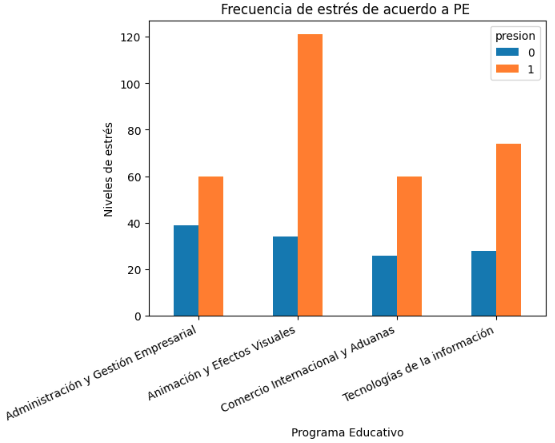 Frecuencia de estrés de acuerdo a PE
presion
0
1
Niveles de estrés
120
100
80
60
40
20
0
Administración y Gestión Empresarial
Animación y Efectos Visuales
Comercio Internacional y Aduanas
Tecnologías de la información
Programa Educativo